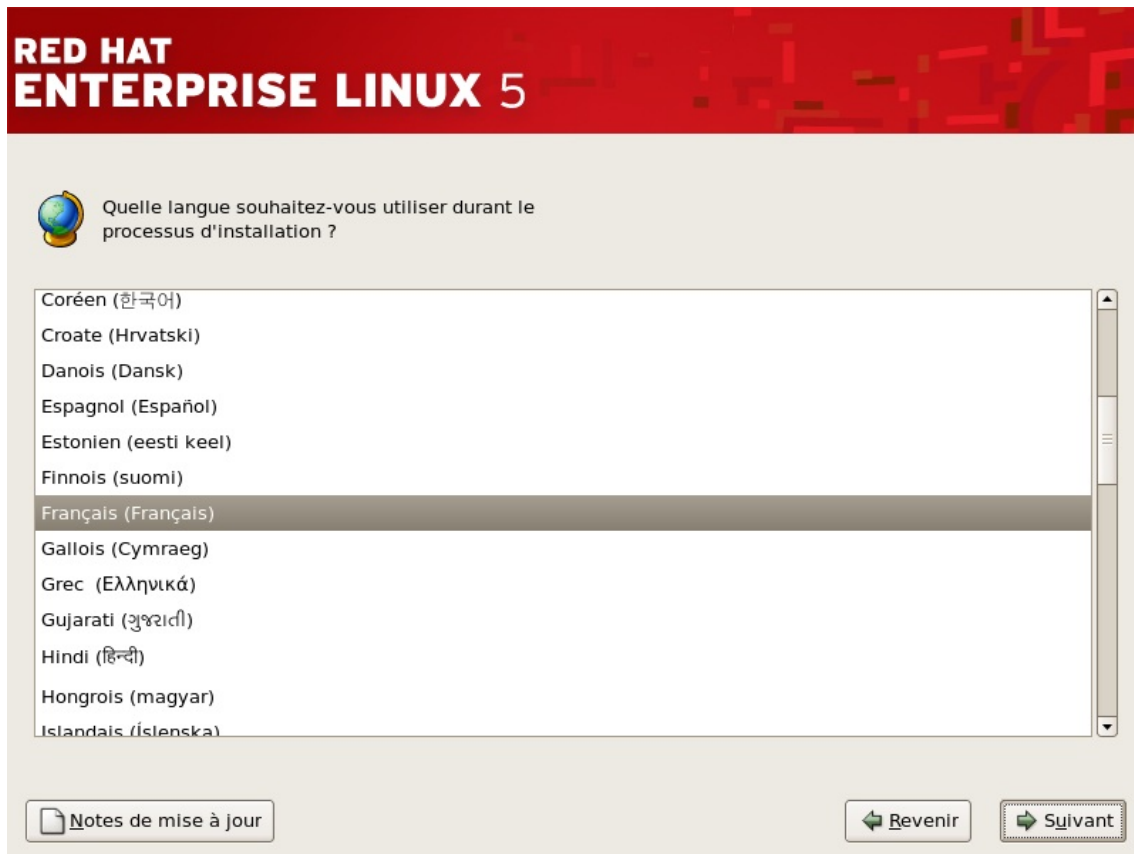 RED HAT
ENTERPRISE LINUX 5
Quelle langue souhaitez-vous utiliser durant le
processus d'installation ?
Coréen (한국어)
Croate (Hrvatski)
Danois (Dansk)
Espagnol (Español)
Estonien (eesti keel)
Finnois (suomi)
Français (Français)
Gallois (Cymraeg)
Grec (Ελληνικά)
Gujarati (ગુજરાતી)
Hindi (हिन्दी)
Hongrois (magyar)
Islandais (Íslenska)
Notes de mise à jour
Revenir
Suivant